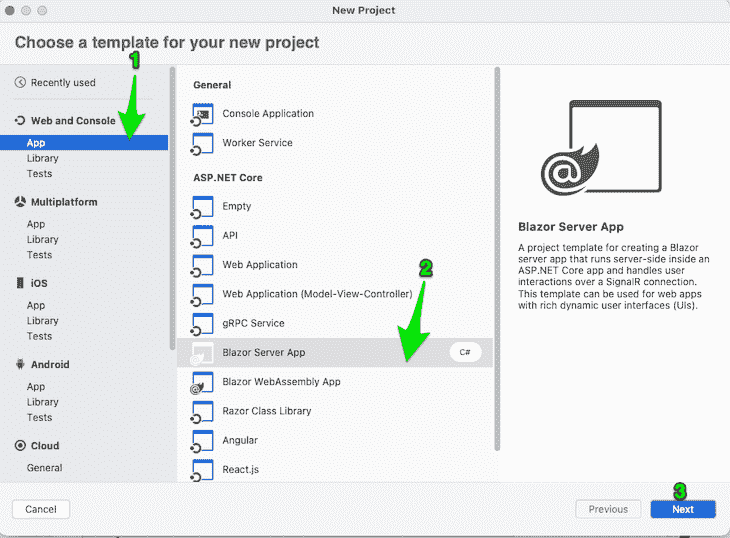 New Project
Choose a template for your new project
1
Recently used
Web and Console
App
Library
Tests
Multiplatform
App
Library
Tests
iOS
App
Library
Tests
Android
App
Library
Tests
Cloud
General
General
Console Application
Worker Service
ASP.NET Core
Empty
API
Web Application
2
Web Application (Model-View-Controller)
gRPC Service
Blazor Server App
C#
Blazor WebAssembly App
Razor Class Library
Angular
React.js
@
Blazor Server App
A project template for creating a Blazor
server app that runs server-side inside an
ASP.NET Core app and handles user
interactions over a SignalR connection.
This template can be used for web apps
with rich dynamic user interfaces (UIs).
3
Cancel
Previous
Next